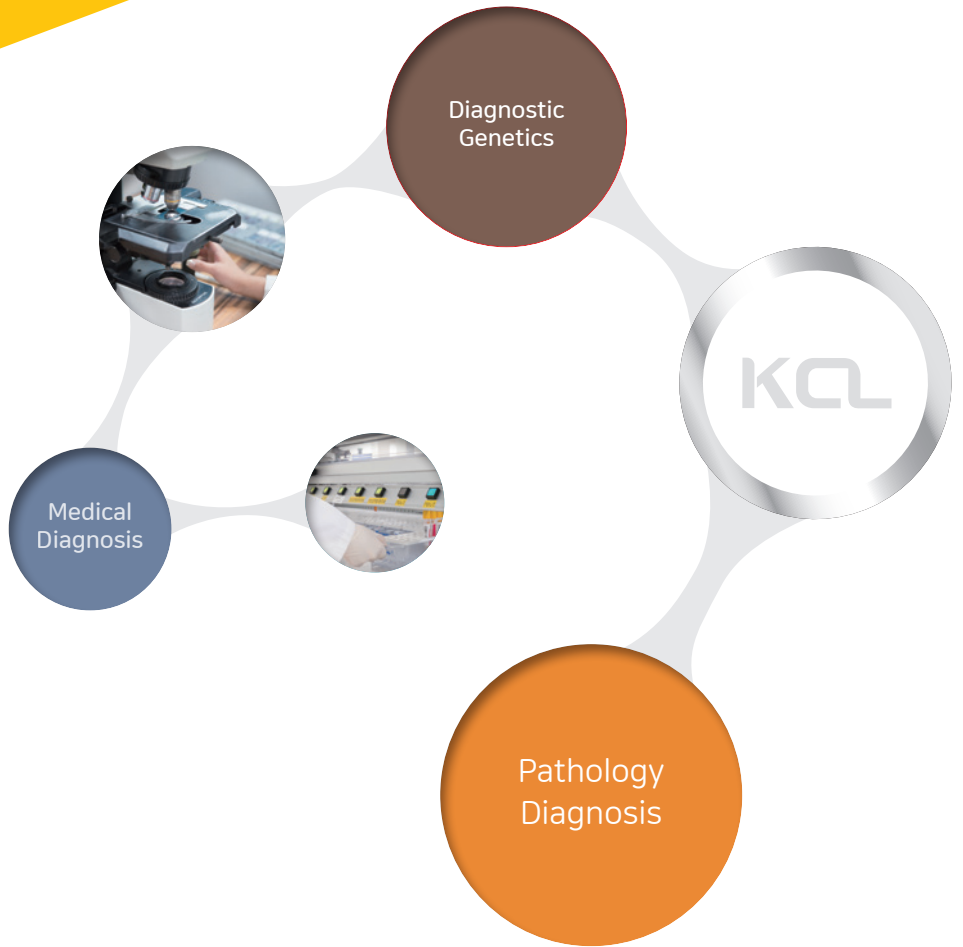 Diagnostic
Genetics
KCL
Medical
Diagnosis
Pathology
Diagnosis